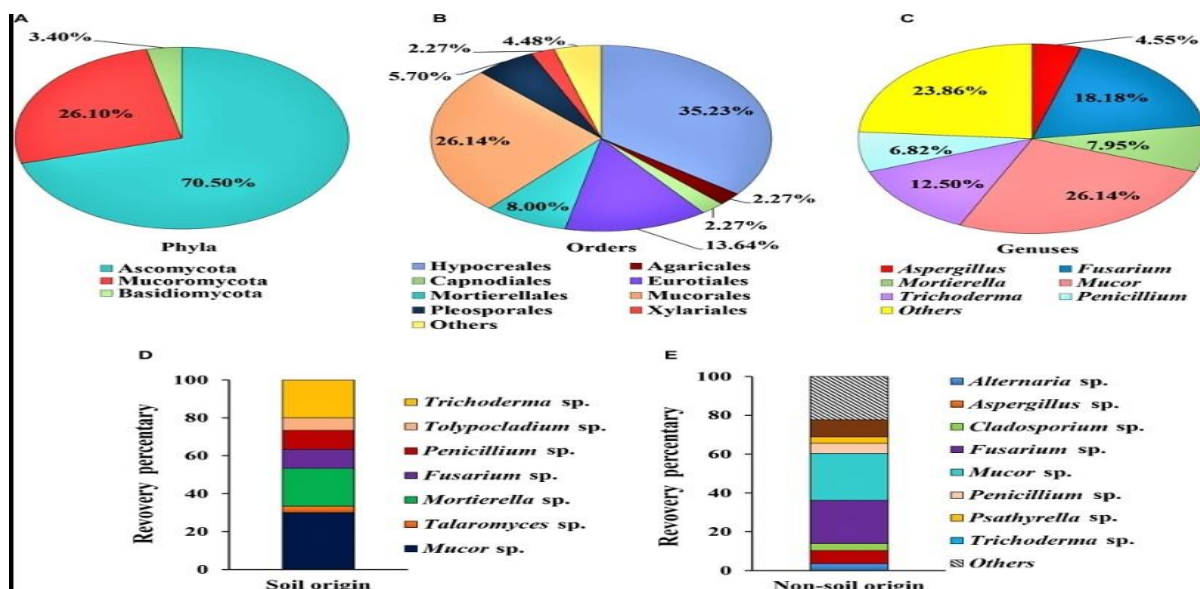 A
3.40%
26.10%
70.50%
Phyla
Ascomycota
Mucoromycota
Basidiomycota
B
2.27%
4.48%
5.70%
35.23%
26.14%
8.00%
2.27%
2.27%
13.64%
Orders
Hypocreales Agaricales
Capnodiales Eurotiales
Mortierellales Mucorales
Pleosporales Xylariales
Others
C
4.55%
23.86%
18.18%
6.82%
7.95%
12.50%
26.14%
Genuses
Aspergillus Fusarium
Mortierella Mucor
Trichoderma Penicillium
Others
D
Revovery percentary
100
80
60
40
20
0
Soil origin
Trichoderma sp.
Tolypocladium sp.
Penicillium sp.
Fusarium sp.
Mortierella sp.
Talaromyces sp.
Mucor sp.
E
Revovery percentary
100
80
60
40
20
0
Non-soil origin
Alternaria sp.
Aspergillus sp.
Cladosporium sp.
Fusarium sp.
Mucor sp.
Penicillium sp.
Psathyrella sp.
Trichoderma sp.
Others